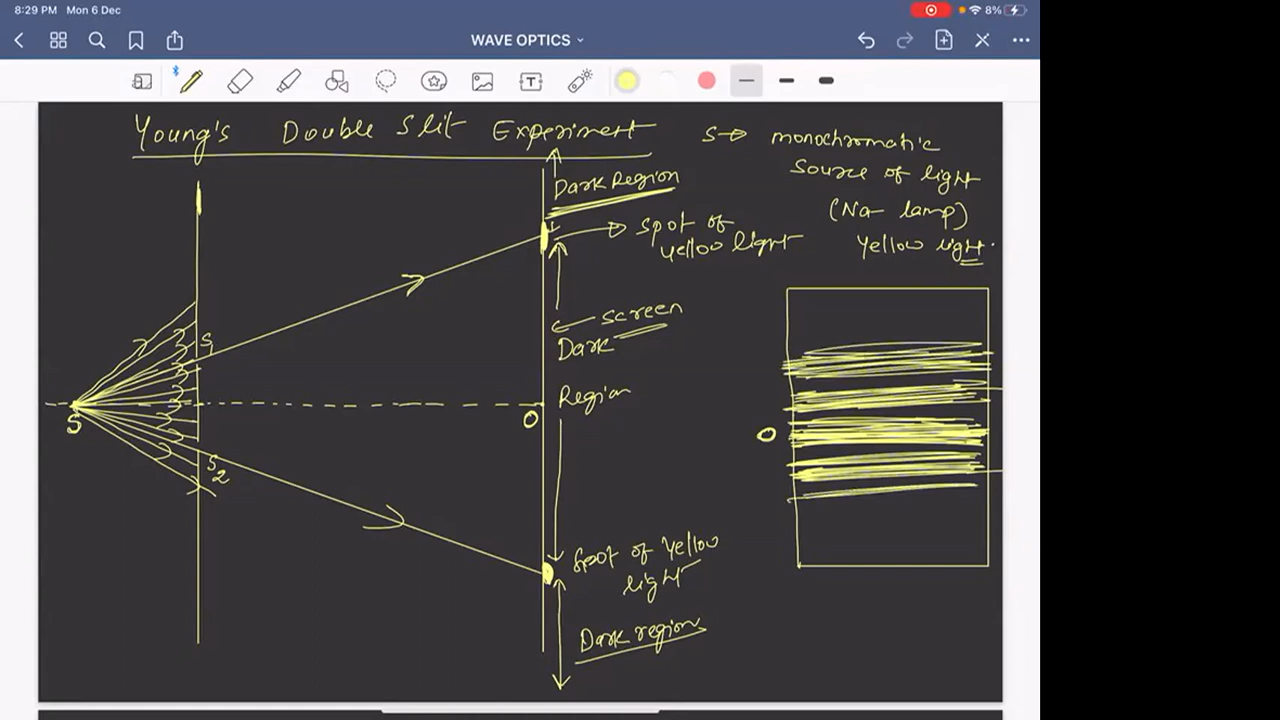 8:29 PM Mon 6 Dec
8%
WAVE OPTICS
Young's Double Slit Experiment
S → monochromatic
Source of light
(Na lamp)
Yellow light.
Dark Region
Spot of
Yellow light
screen
Dark
Region
S
S1
S2
O
O
Spot of Yellow
light
Dark region